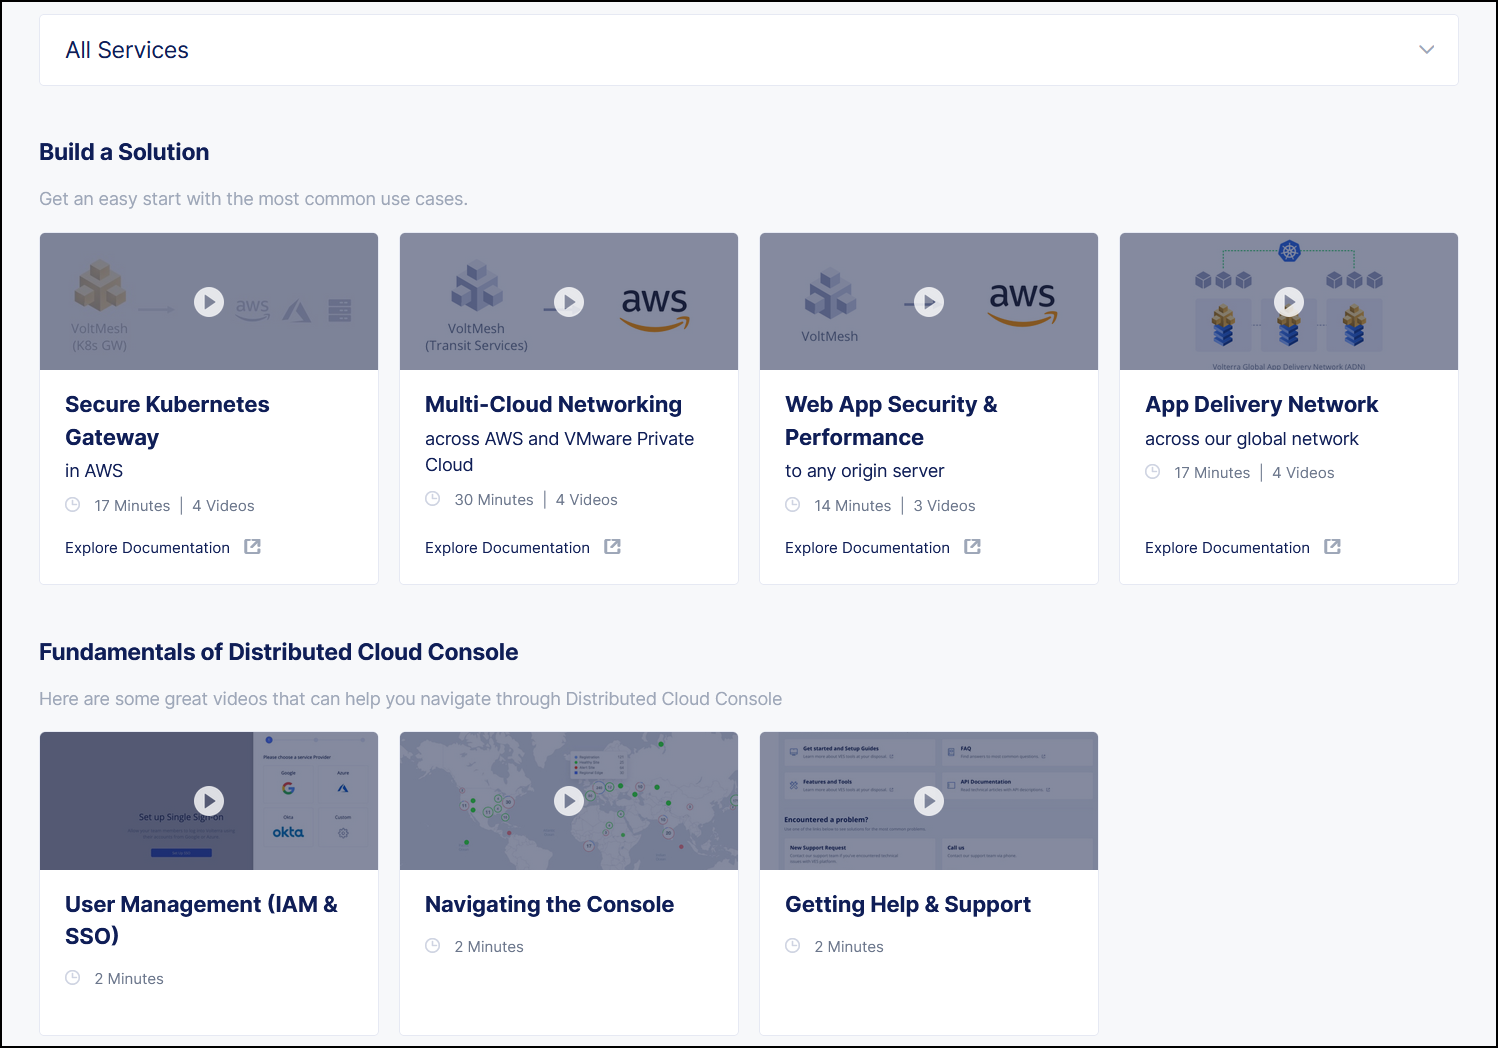 All Services
Build a Solution
Get an easy start with the most common use cases.
VoltMesh
(K8s GW)
aws
VoltMesh
(Transit Services)
aws
VoltMesh
aws
Volterra Global App Delivery Network (ADN)
Secure Kubernetes
Gateway
in AWS
17 Minutes | 4 Videos
Explore Documentation
Multi-Cloud Networking
across AWS and VMware Private
Cloud
30 Minutes | 4 Videos
Explore Documentation
Web App Security &
Performance
to any origin server
14 Minutes | 3 Videos
Explore Documentation
App Delivery Network
across our global network
17 Minutes | 4 Videos
Explore Documentation
Fundamentals of Distributed Cloud Console
Here are some great videos that can help you navigate through Distributed Cloud Console
Set up Single Sign-on
Please choose a service Provider
Google
Azure
Okta
Custom
okta
Get started and Setup Guides
FAQ
Features and Tools
API Documentation
Encountered a problem?
New Support Request
Call us
User Management (IAM &
SSO)
2 Minutes
Navigating the Console
2 Minutes
Getting Help & Support
2 Minutes